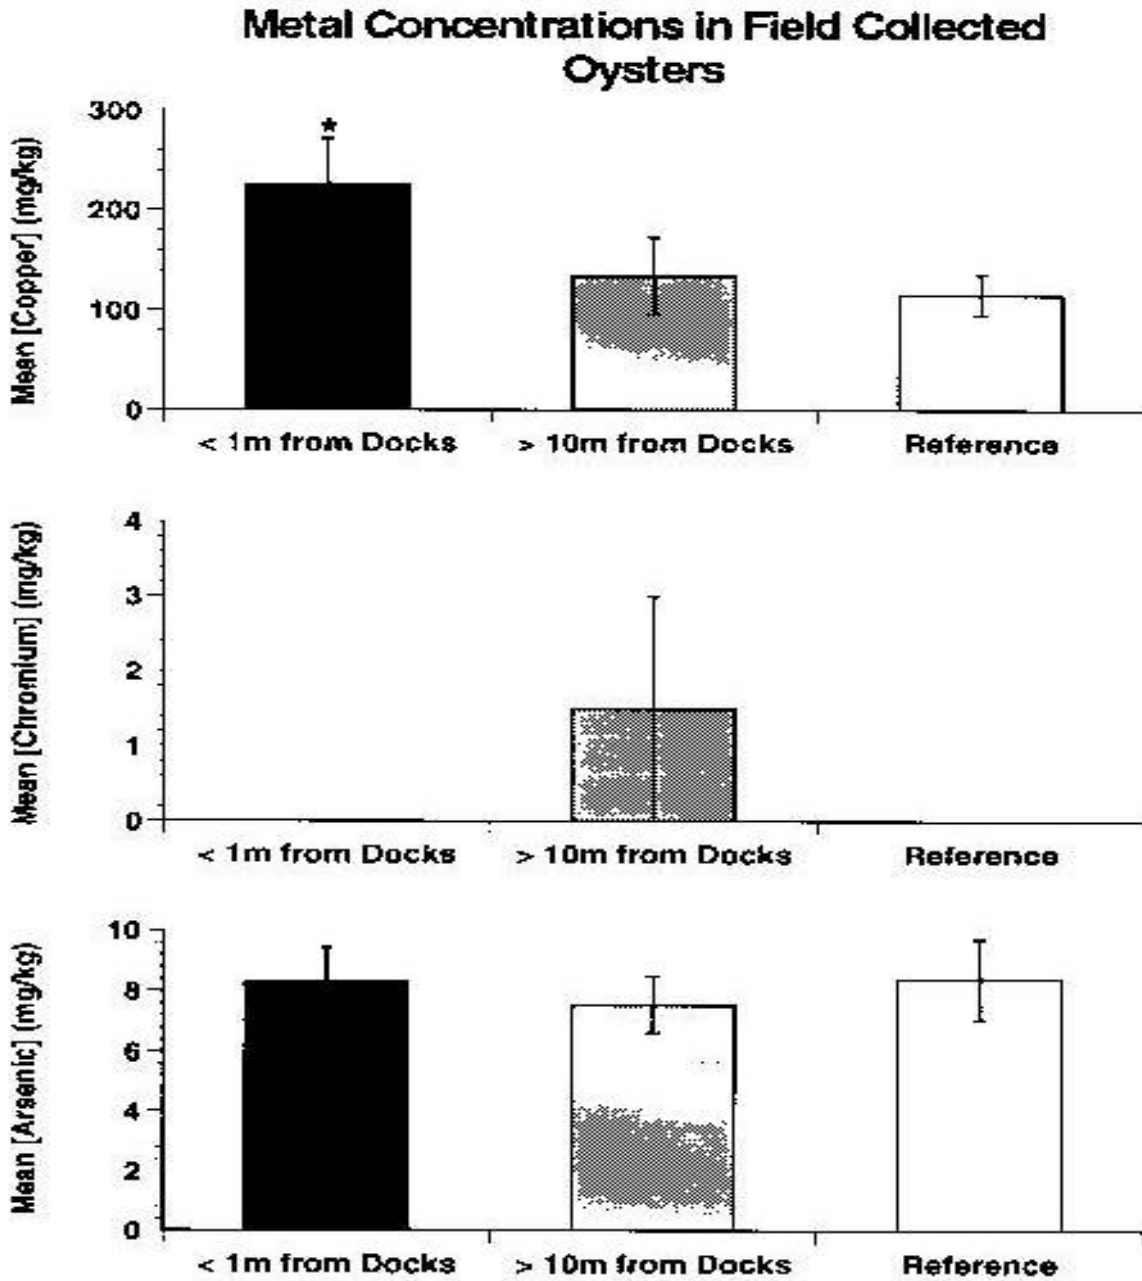 Metal Concentrations in Field Collected
Oysters
Mean [Copper] (mg/kg)
300
*
200
100
0
< 1m from Docks > 10m from Docks Reference
Mean [Chromium] (mg/kg)
4
3
2
1
0
< 1m from Docks > 10m from Docks Reference
Mean [Arsenic] (mg/kg)
10
8
6
4
2
0
< 1m from Docks > 10m from Docks Reference